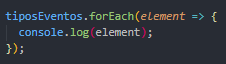 tiposEventos.forEach(element => {
  console.log(element);
});